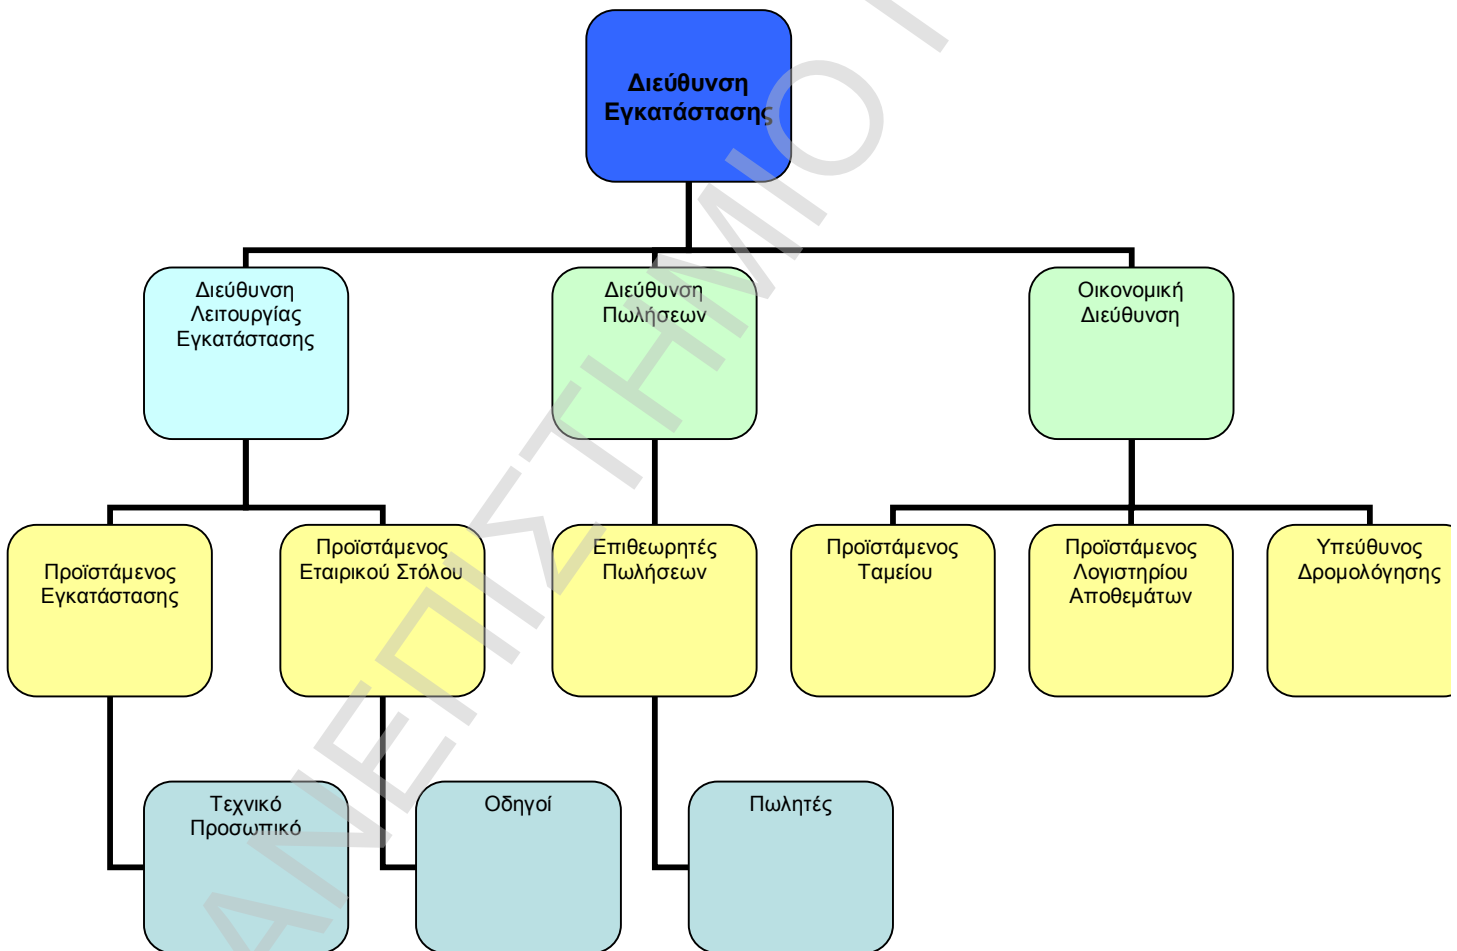 Διεύθυνση
Εγκατάστασης
Διεύθυνση
Λειτουργίας
Εγκατάστασης
Διεύθυνση
Πωλήσεων
Οικονομική
Διεύθυνση
Προϊστάμενος
Εγκατάστασης
Προϊστάμενος
Εταιρικού Στόλου
Επιθεωρητές
Πωλήσεων
Προϊστάμενος
Ταμείου
Προϊστάμενος
Λογιστηρίου
Αποθεμάτων
Υπεύθυνος
Δρομολόγησης
Τεχνικό
Προσωπικό
Οδηγοί
Πωλητές
ΑΝΕΠΙΣΤΗΜΙΟ